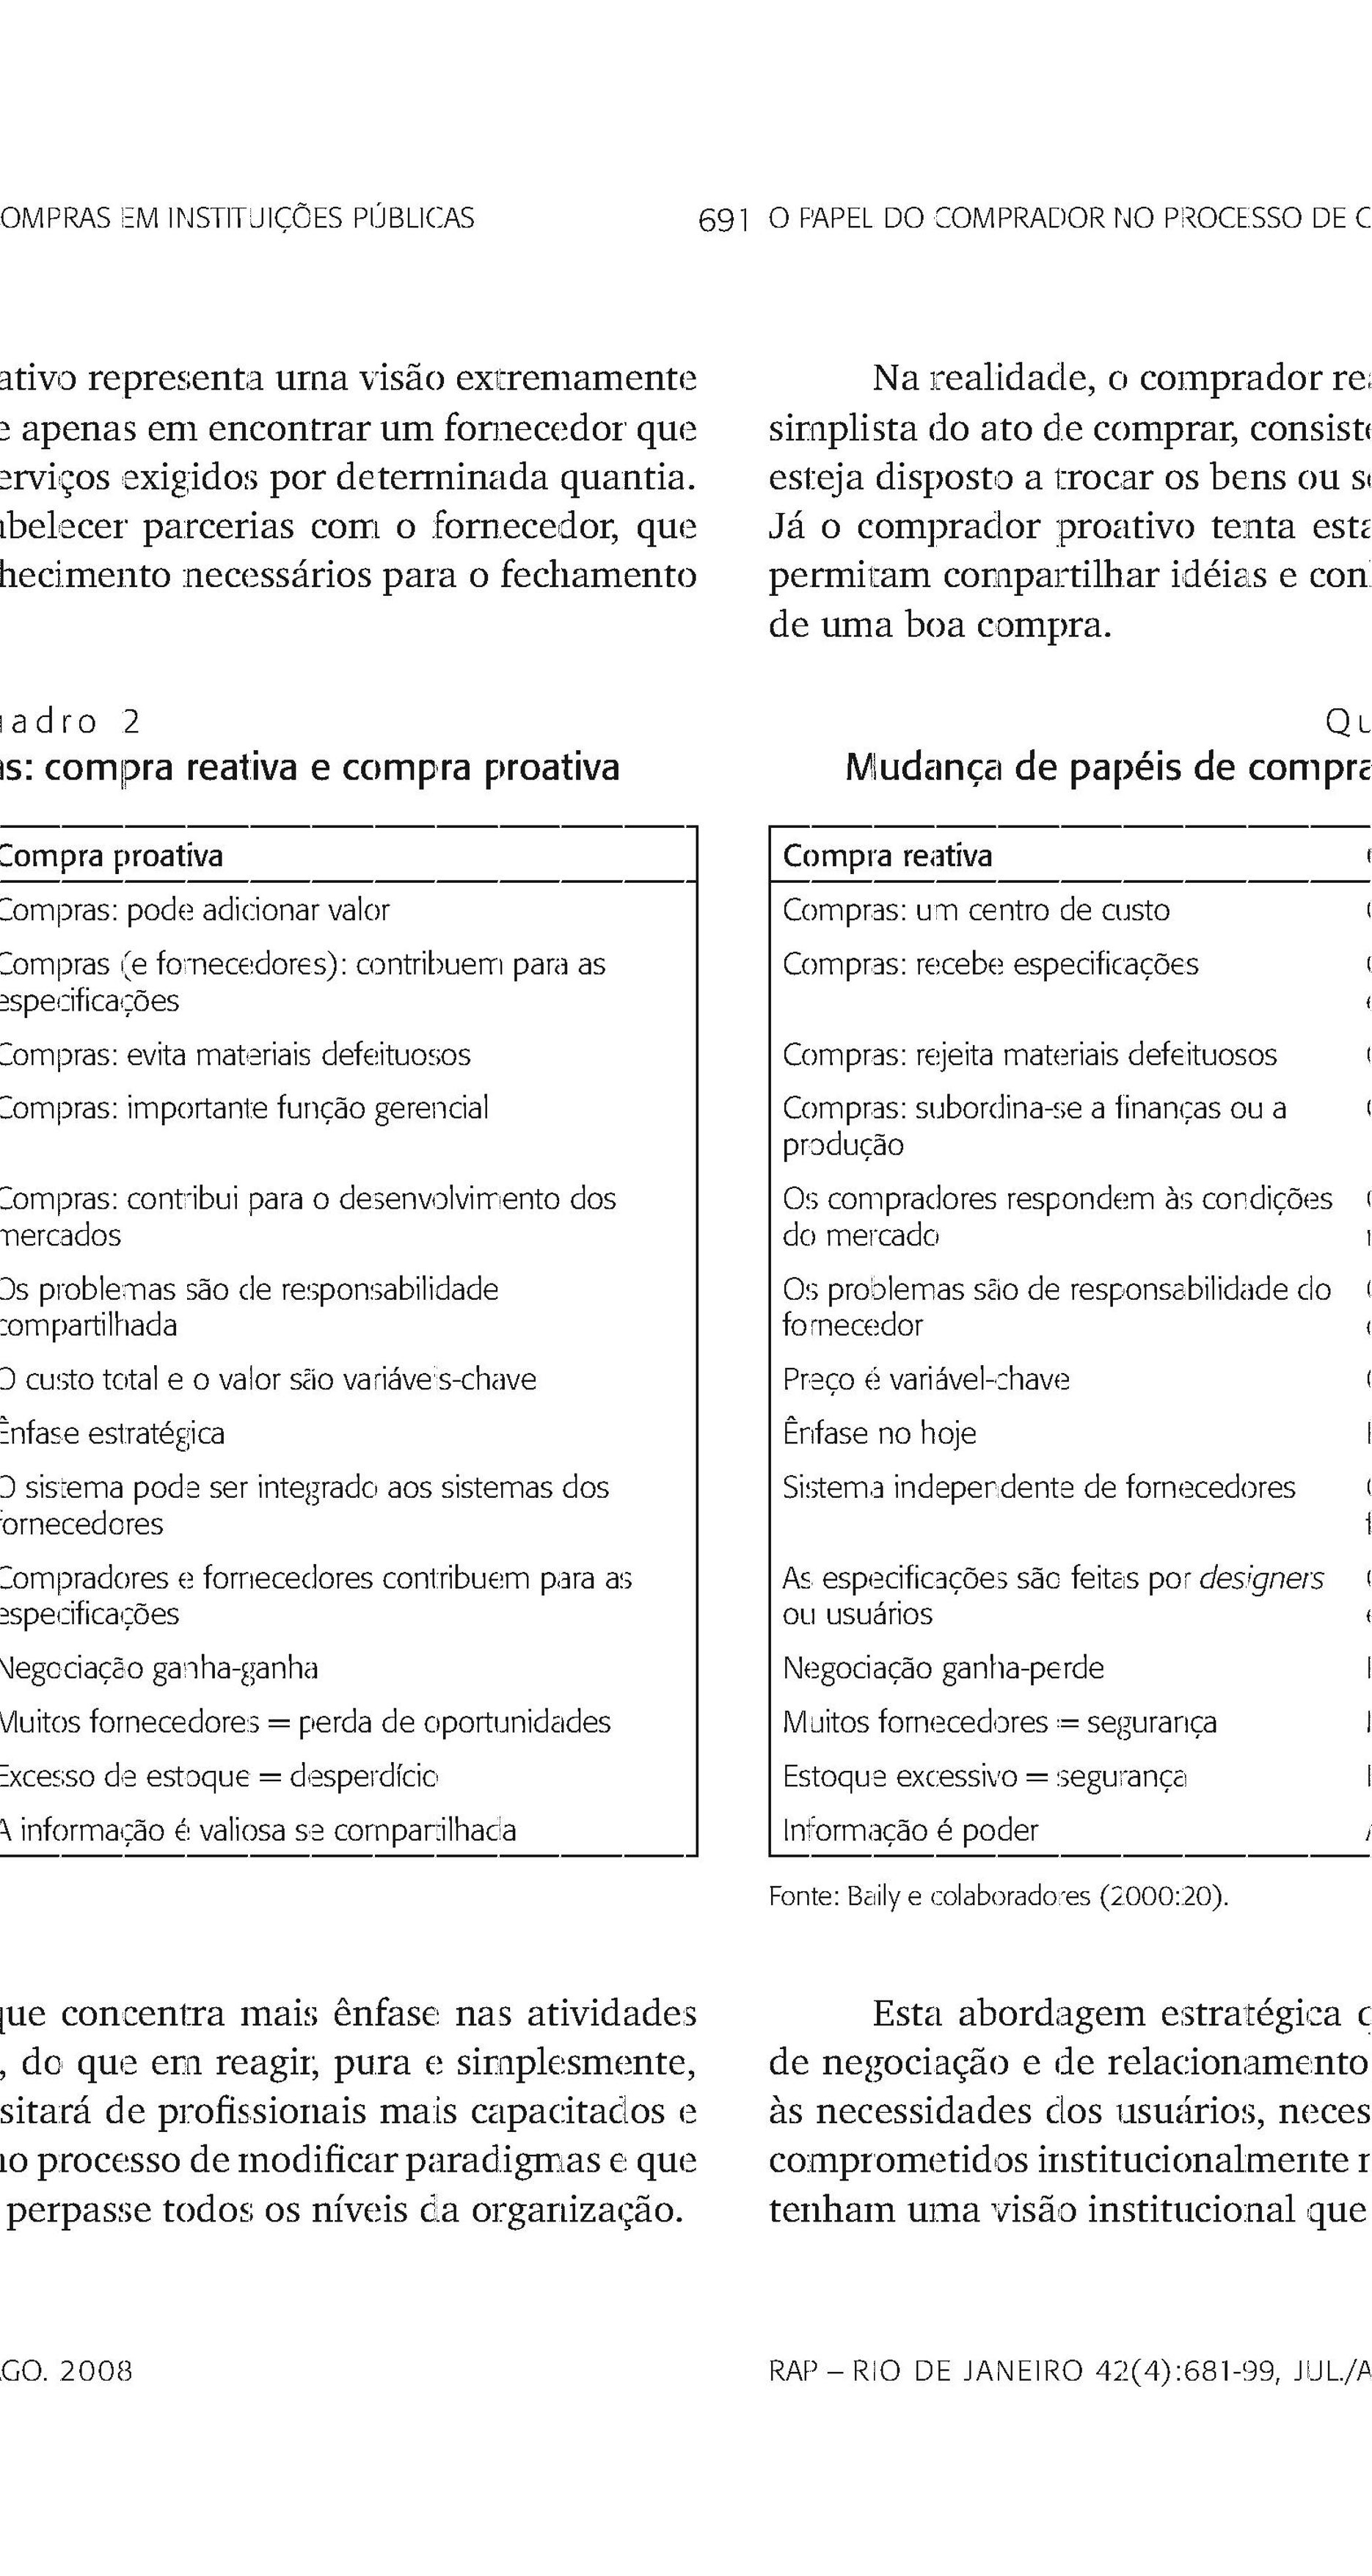 OMPRAS EM INSTITUIÇÕES PÚBLICAS 691
ativo representa uma visão extremamente
e apenas em encontrar um fornecedor que
erviços exigidos por determinada quantia.
abelecer parcerias com o fornecedor, que
hecimento necessários para o fechamento
uadro 2
as: compra reativa e compra proativa
Compra proativa
Compras: pode adicionar valor
Compras (e fornecedores): contribuem para as
especificações
Compras: evita materiais defeituosos
Compras: importante função gerencial
Compras: contribui para o desenvolvimento dos
mercados
Os problemas são de responsabilidade
compartilhada
O custo total e o valor são variáveis-chave
Ênfase estratégica
O sistema pode ser integrado aos sistemas dos
fornecedores
Compradores e fornecedores contribuem para as
especificações
Negociação ganha-ganha
Muitos fornecedores = perda de oportunidades
Excesso de estoque = desperdício
A informação é valiosa se compartilhada
que concentra mais ênfase nas atividades
, do que em reagir, pura e simplesmente,
sitará de profissionais mais capacitados e
no processo de modificar paradigmas e que
perpasse todos os níveis da organização.
AGO. 2008
O PAPEL DO COMPRADOR NO PROCESSO DE C
Na realidade, o comprador rea
simplista do ato de comprar, consiste
esteja disposto a trocar os bens ou se
Já o comprador proativo tenta esta
permitam compartilhar idéias e con
de uma boa compra.
Qu
Mudança de papéis de compra
Compra reativa
Compras: um centro de custo
Compras: recebe especificações
Compras: rejeita materiais defeituosos
Compras: subordina-se a finanças ou a
produção
Os compradores respondem às condições
do mercado
Os problemas são de responsabilidade do
fornecedor
Preço é variável-chave
Ênfase no hoje
Sistema independente de fornecedores
As especificações são feitas por designers
ou usuários
Negociação ganha-perde
Muitos fornecedores = segurança
Estoque excessivo = segurança
Informação é poder
Fonte: Baily e colaboradores (2000:20).
Esta abordagem estratégica q
de negociação e de relacionamento
às necessidades dos usuários, neces
comprometidos institucionalmente n
tenham uma visão institucional que
RAP – RIO DE JANEIRO 42(4):681-99, JUL./A